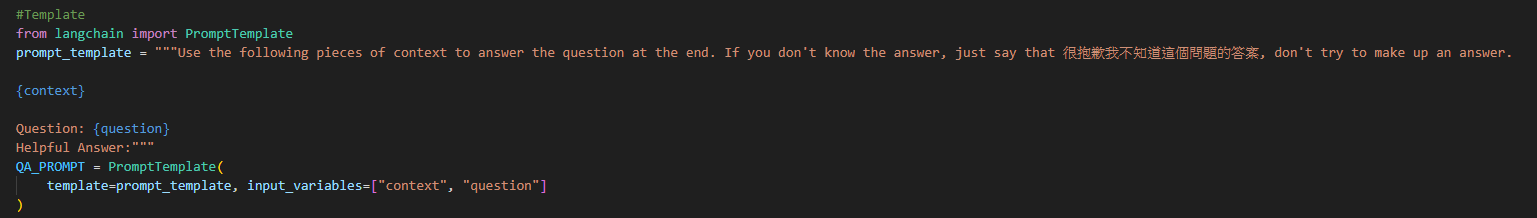 #Template
from langchain import PromptTemplate
prompt_template = """Use the following pieces of context to answer the question at the end. If you don't know the answer, just say that 很抱歉我不知道這個問題的答案, don't try to make up an answer.
{context}
Question: {question}
Helpful Answer:"""
QA_PROMPT = PromptTemplate(
    template=prompt_template, input_variables=["context", "question"]
)